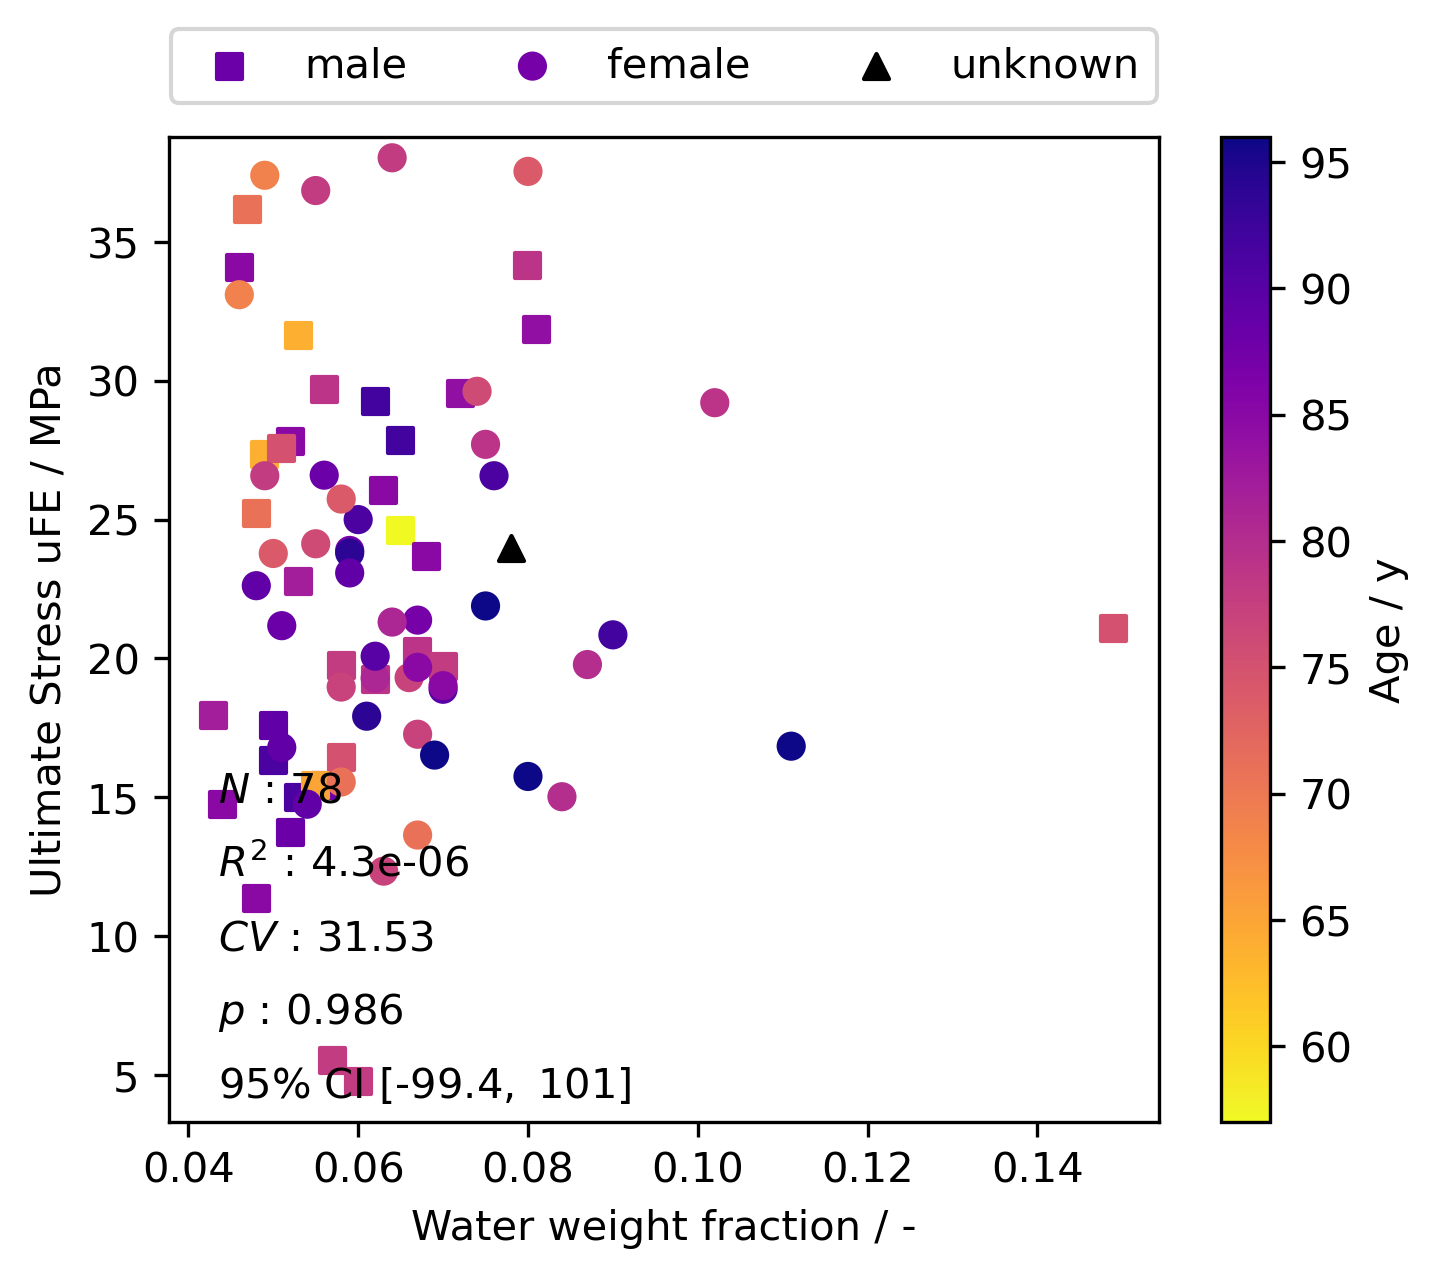 male female unknown
Ultimate Stress uFE / MPa
35
30
25
20
15
10
5
N : 78
R² : 4.3e-06
CV : 31.53
p : 0.986
95% CI [-99.4, 101]
0.04 0.06 0.08 0.10 0.12 0.14
Water weight fraction / -
95
90
85
80
75
70
65
60
Age / y